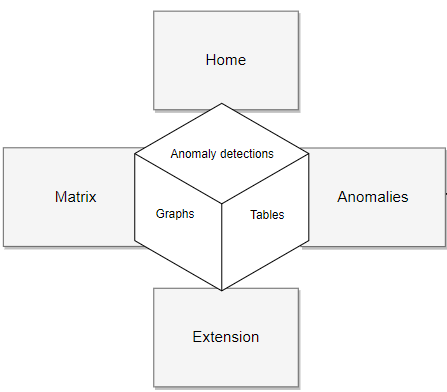 Home
Anomaly detections
Matrix
Graphs
Tables
Anomalies
Extension